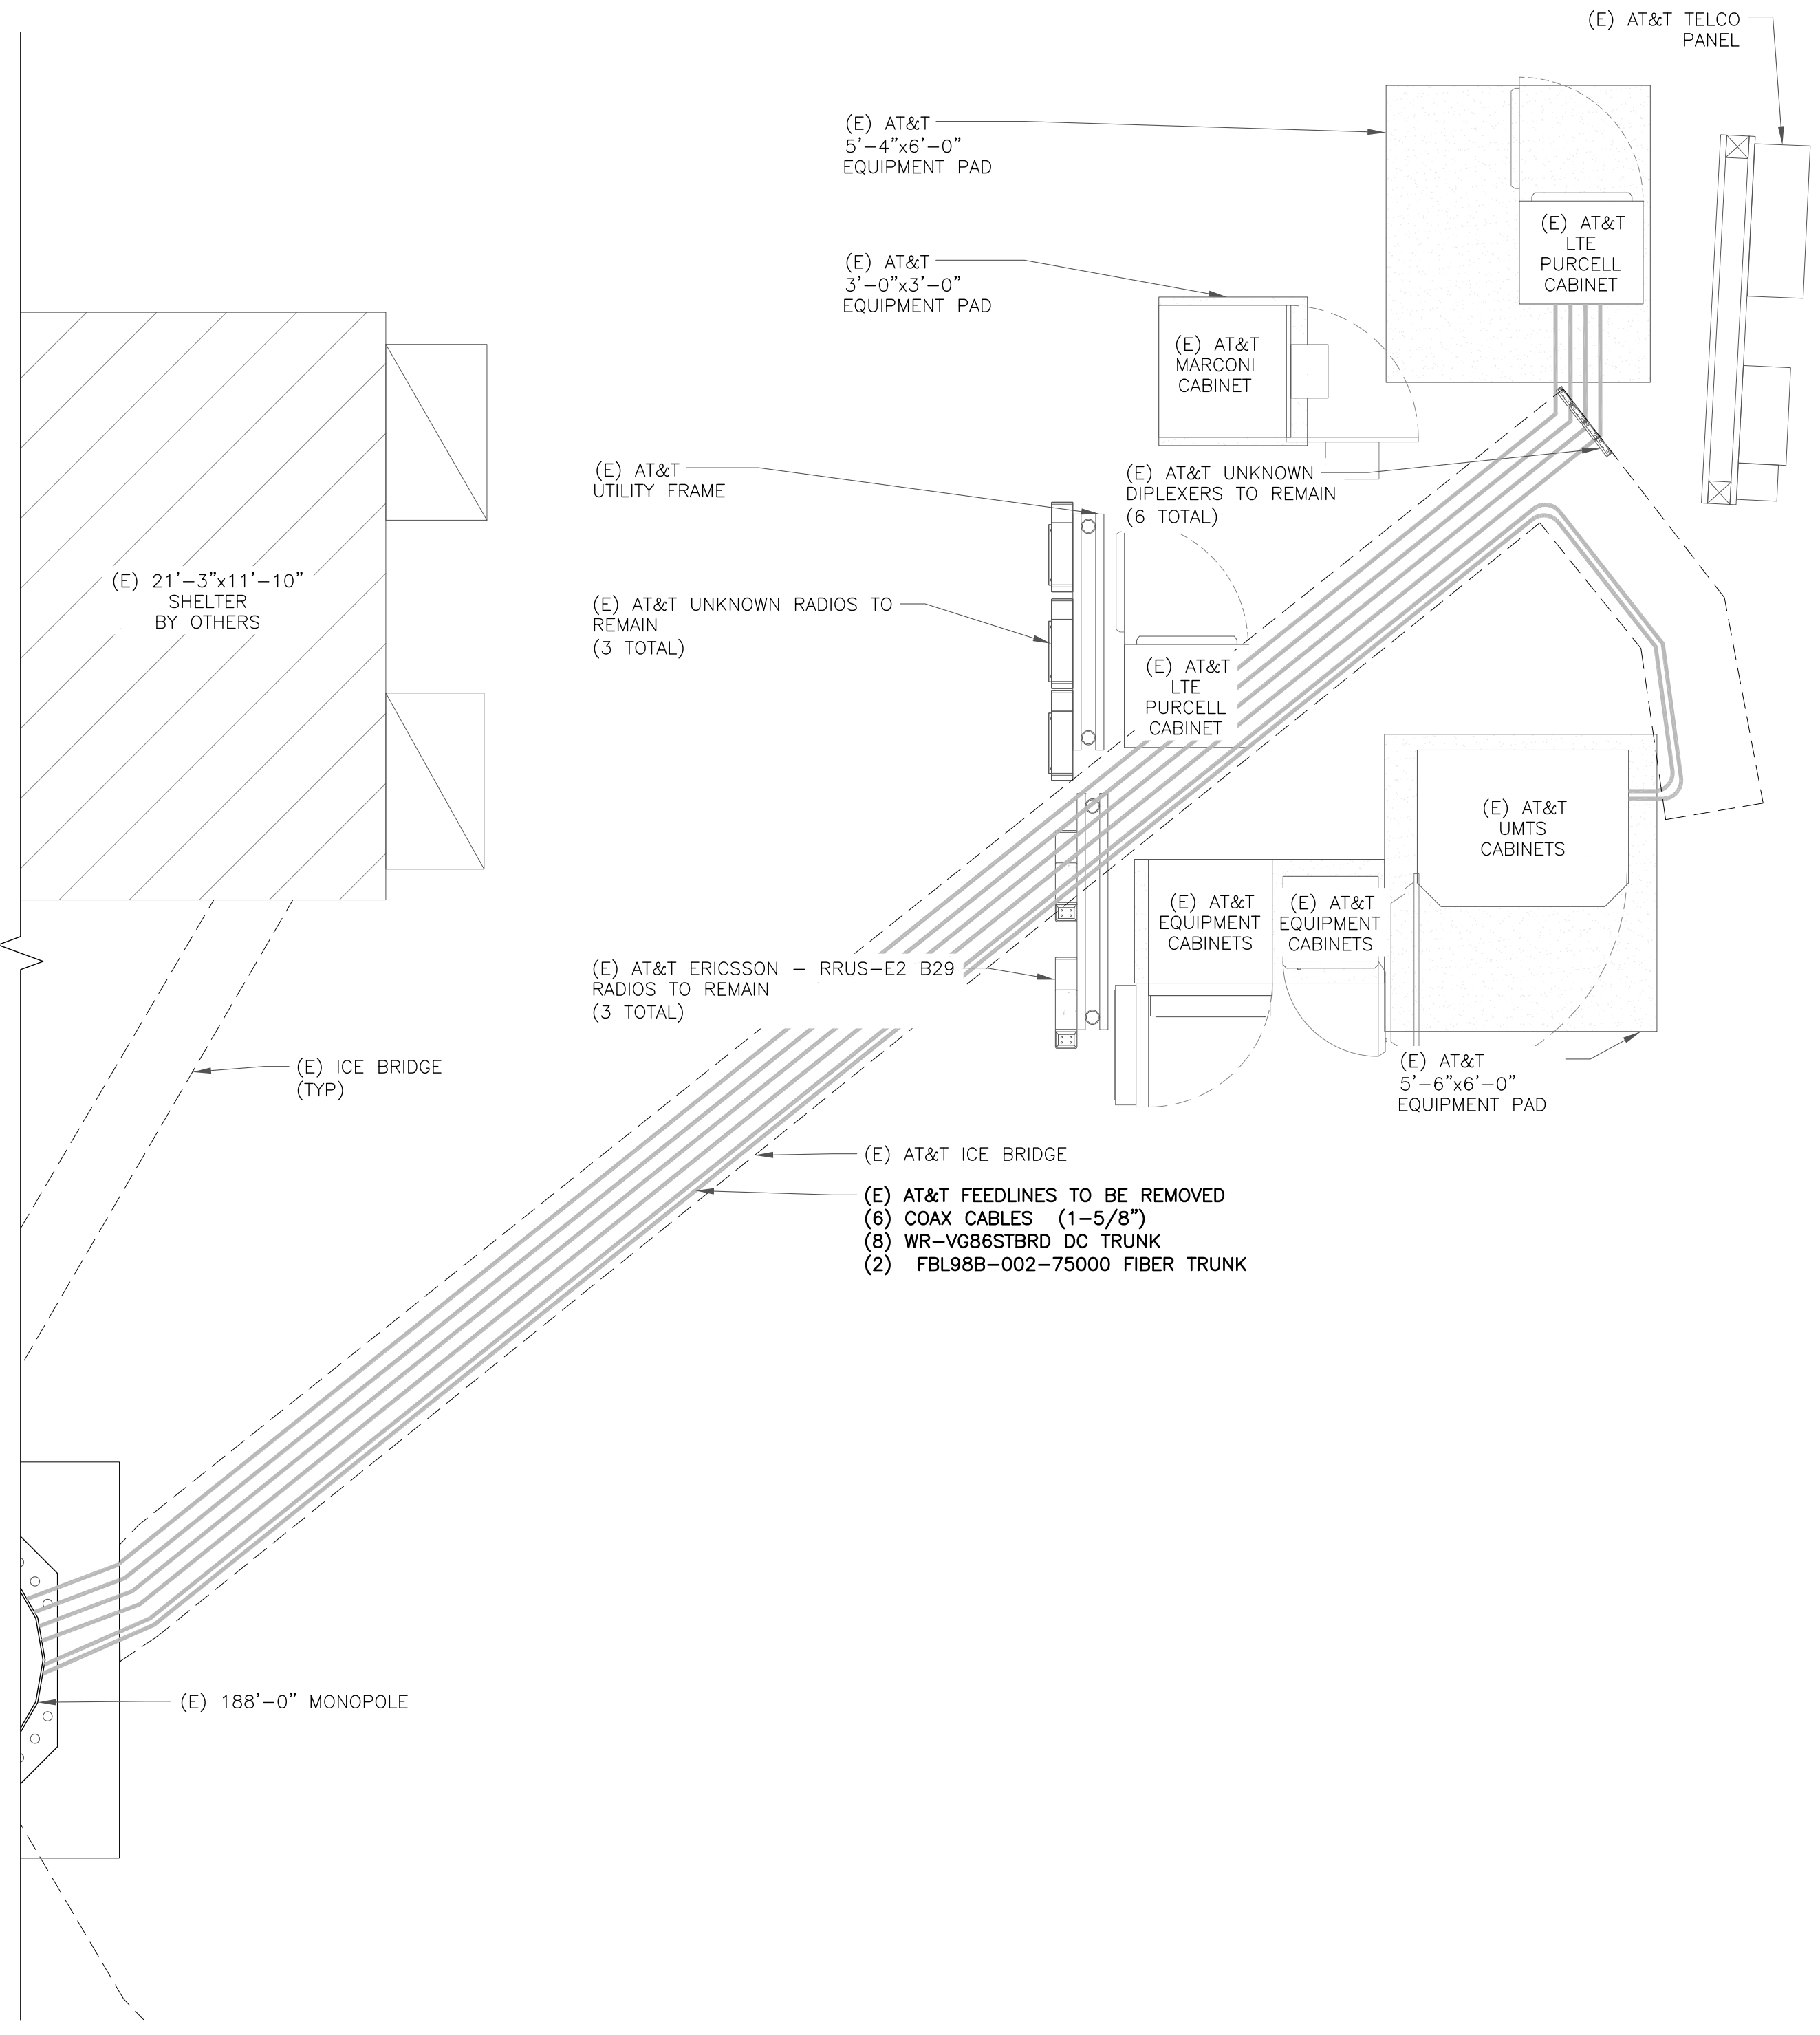 (E) AT&T TELCO
PANEL
(E) AT&T
5'-4"x6'-0"
EQUIPMENT PAD
(E) AT&T
LTE
PURCELL
CABINET
(E) AT&T
3'-0"x3'-0"
EQUIPMENT PAD
(E) AT&T
MARCONI
CABINET
(E) AT&T
UTILITY FRAME
(E) AT&T UNKNOWN
DIPLEXERS TO REMAIN
(6 TOTAL)
(E) 21'-3"x11'-10"
SHELTER
BY OTHERS
(E) AT&T UNKNOWN RADIOS TO
REMAIN
(3 TOTAL)
(E) AT&T
LTE
PURCELL
CABINET
(E) AT&T
UMTS
CABINETS
(E) AT&T
EQUIPMENT
CABINETS
(E) AT&T
EQUIPMENT
CABINETS
(E) AT&T ERICSSON - RRUS-E2 B29
RADIOS TO REMAIN
(3 TOTAL)
(E) ICE BRIDGE
(TYP)
(E) AT&T
5'-6"x6'-0"
EQUIPMENT PAD
(E) AT&T ICE BRIDGE
(E) AT&T FEEDLINES TO BE REMOVED
(6) COAX CABLES (1-5/8")
(8) WR-VG86STBRD DC TRUNK
(2) FBL98B-002-75000 FIBER TRUNK
(E) 188'-0" MONOPOLE